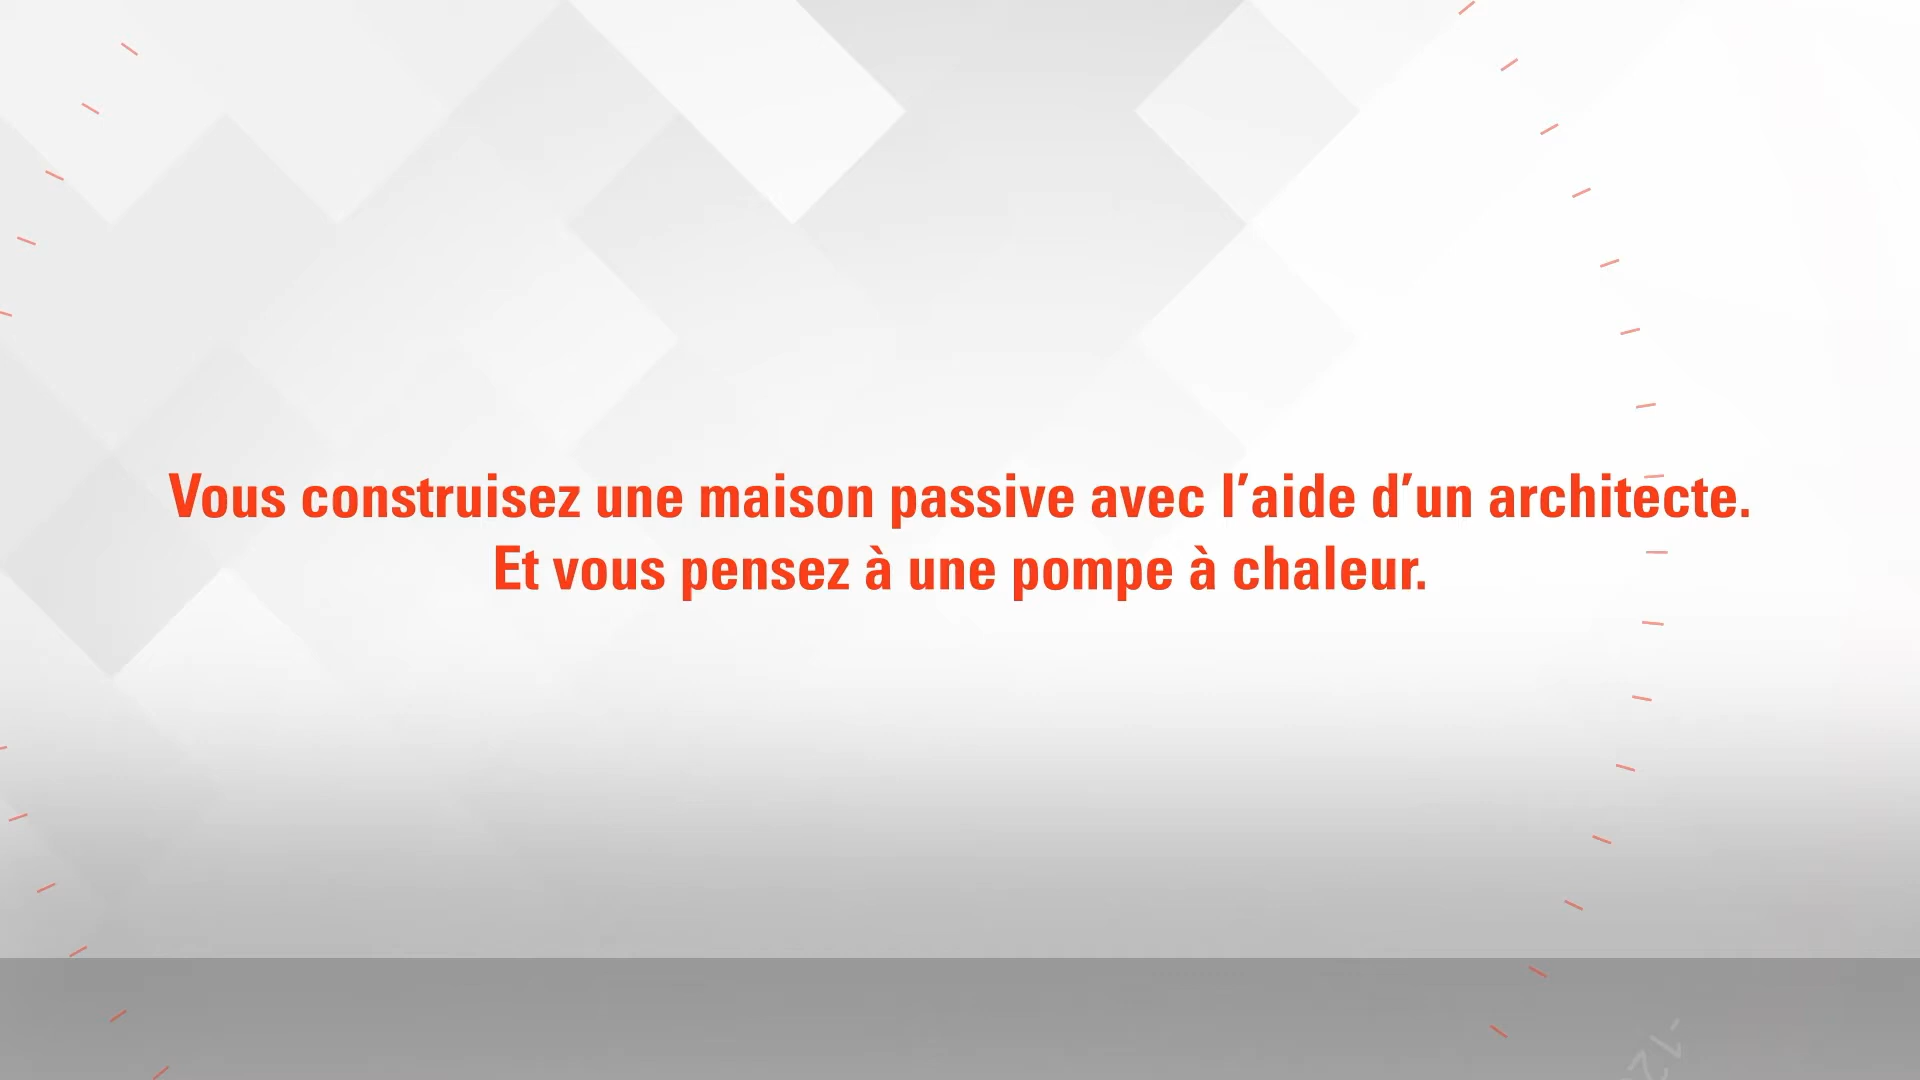 Vous construisez une maison passive avec l’aide d’un architecte.
Et vous pensez à une pompe à chaleur.